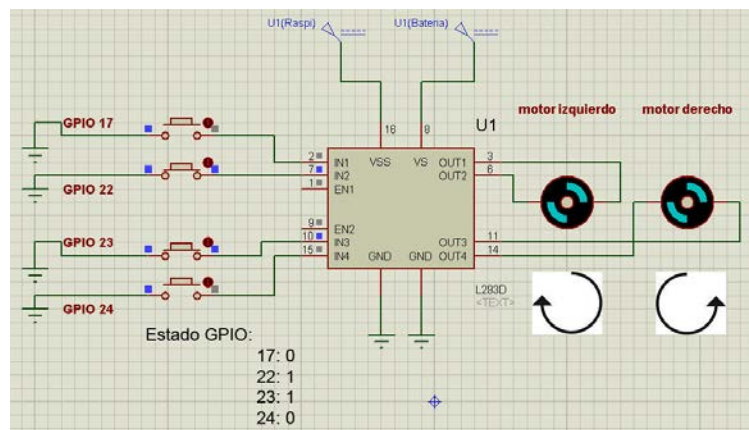 U1(Raspi)
U1(Bateria)
GPIO 17
16
8
U1
motor izquierdo
motor derecho
2
IN1
VSS
VS
OUT1
3
7
IN2
OUT2
6
1
EN1
GPIO 22
9
EN2
10
IN3
OUT3
11
15
IN4
GND
GND
OUT4
14
GPIO 23
GPIO 24
L293D
<TEXT>
Estado GPIO:
17: 0
22: 1
23: 1
24: 0